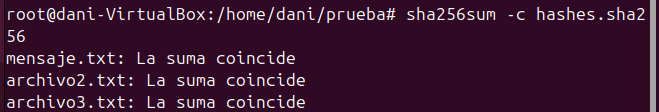 root@dani-VirtualBox:/home/dani/prueba# sha256sum -c hashes.sha2
56
mensaje.txt: La suma coincide
archivo2.txt: La suma coincide
archivo3.txt: La suma coincide